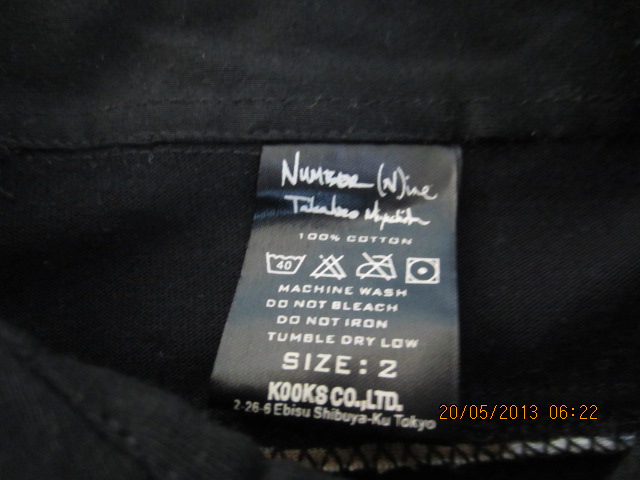 NUMBER (N)ine
Takahiro Miyashita
100% COTTON
40
MACHINE WASH
DO NOT BLEACH
DO NOT IRON
TUMBLE DRY LOW
SIZE: 2
KOOKS CO.,LTD.
2-26-6 Ebisu Shibuya-Ku Tokyo
20/05/2013 06:22